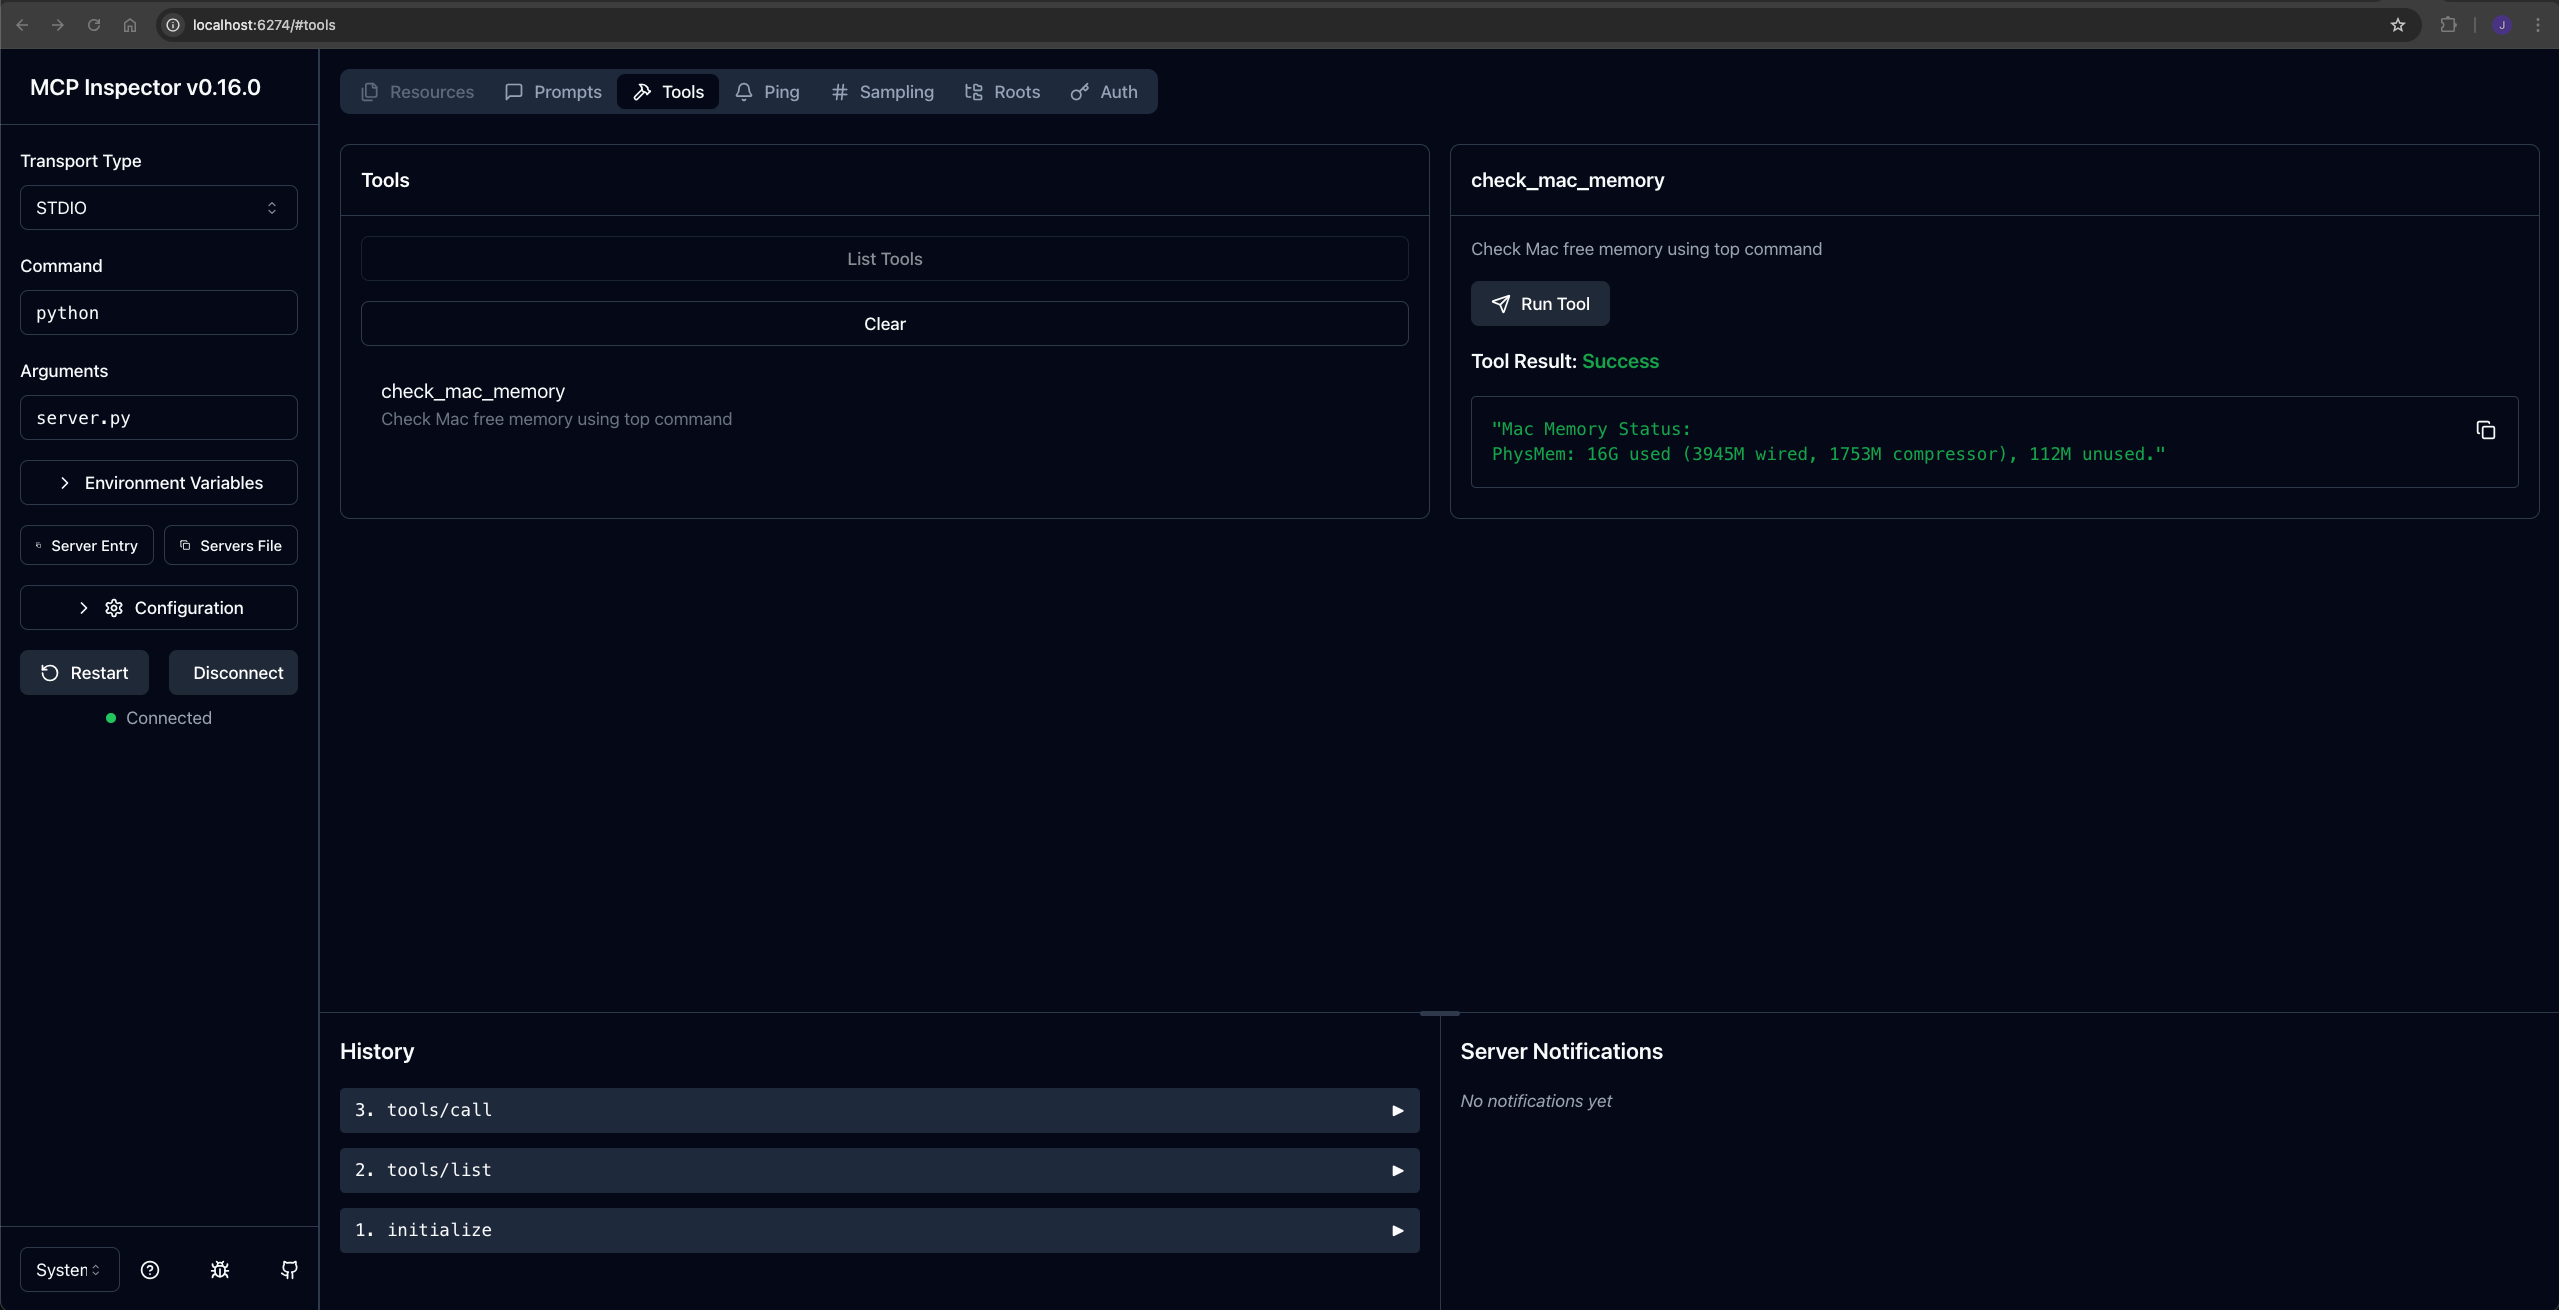 localhost:6274/#tools
J
MCP Inspector v0.16.0
Transport Type
STDIO
Command
python
Arguments
server.py
Environment Variables
Server Entry
Servers File
Configuration
Restart
Disconnect
Connected
System
Resources
Prompts
Tools
Ping
Sampling
Roots
Auth
Tools
List Tools
Clear
check_mac_memory
Check Mac free memory using top command
check_mac_memory
Check Mac free memory using top command
Run Tool
Tool Result: Success
"Mac Memory Status:
PhysMem: 16G used (3945M wired, 1753M compressor), 112M unused."
History
3. tools/call
2. tools/list
1. initialize
Server Notifications
No notifications yet